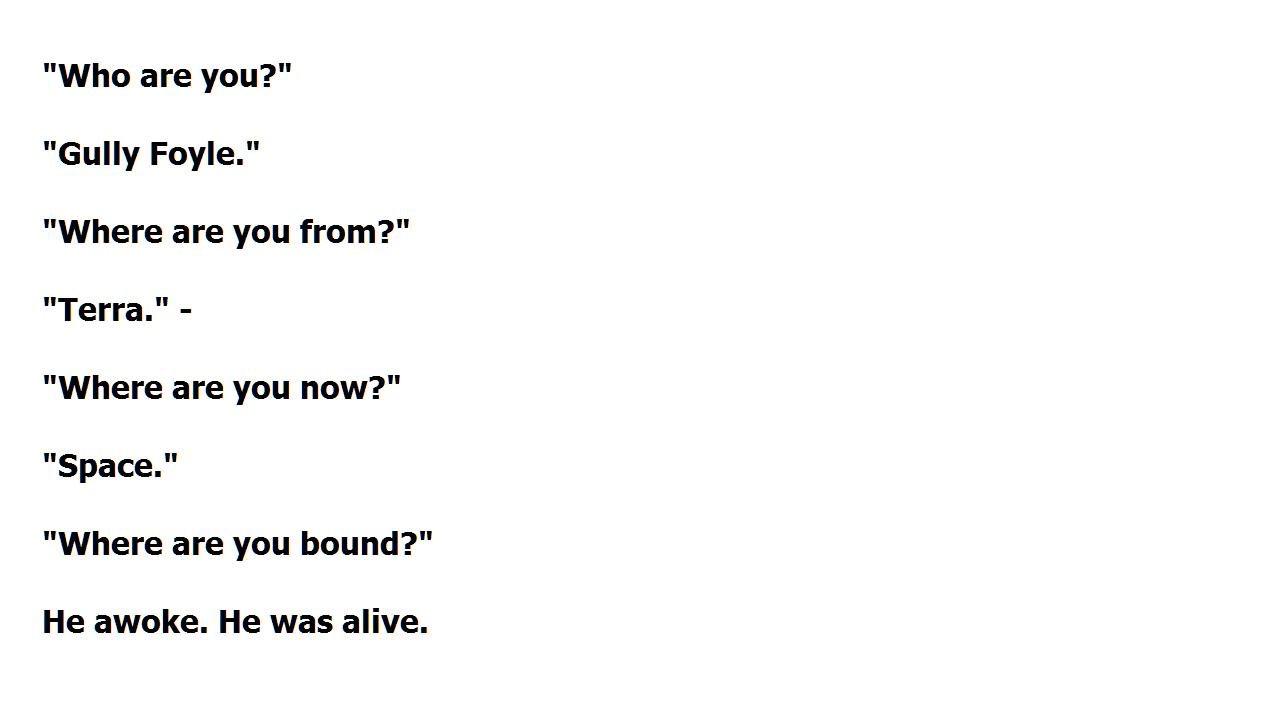 "Who are you?"
"Gully Foyle."
"Where are you from?"
"Terra." -
"Where are you now?"
"Space."
"Where are you bound?"
He awoke. He was alive.